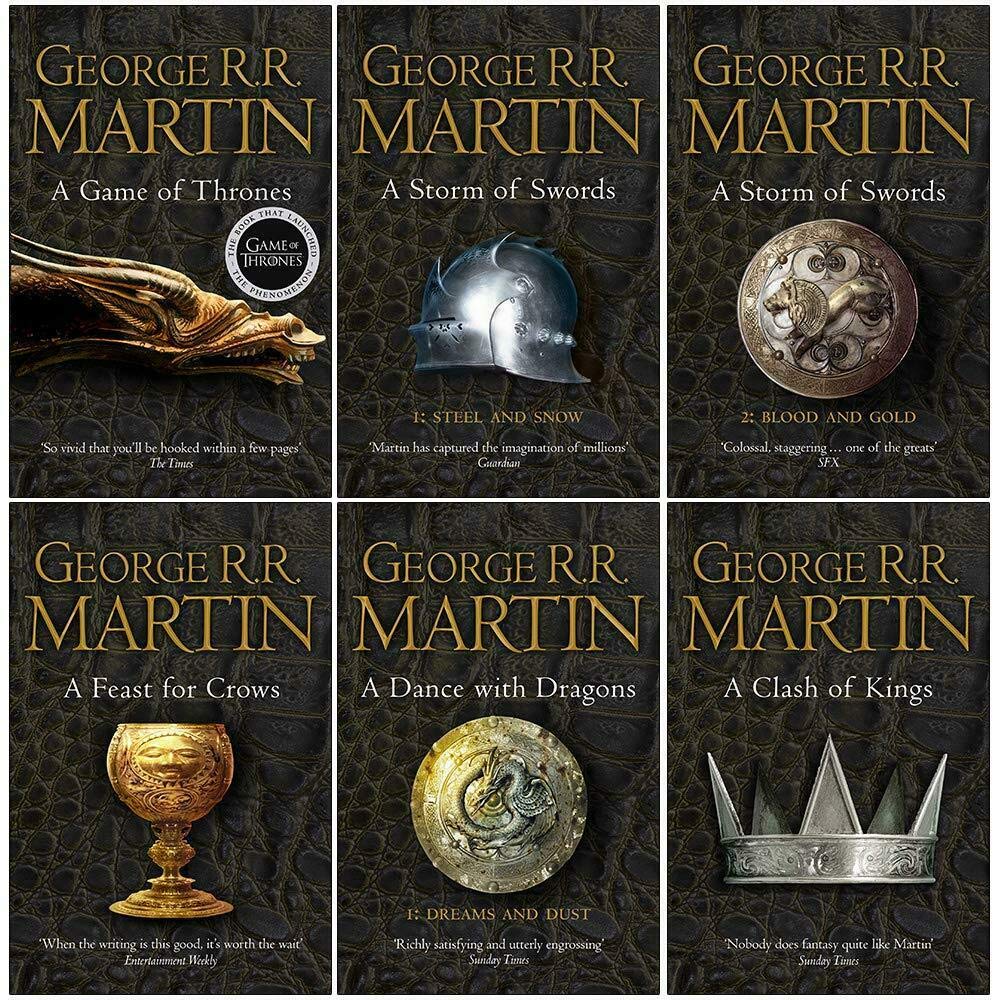 GEORGE R.R.
MARTIN
A Game of Thrones
THE BOOK THAT LAUNCHED
GAME OF
THRONES
THE PHENOMENON
'So vivid that you'll be hooked within a few pages'
The Times
GEORGE R.R.
MARTIN
A Storm of Swords
1: STEEL AND SNOW
'Martin has captured the imagination of millions'
Guardian
GEORGE R.R.
MARTIN
A Storm of Swords
2: BLOOD AND GOLD
'Colossal, staggering... one of the greats'
SFX
GEORGE R.R.
MARTIN
A Feast for Crows
'When the writing is this good, it's worth the wait'
Entertainment Weekly
GEORGE R.R.
MARTIN
A Dance with Dragons
1: DREAMS AND DUST
'Richly satisfying and utterly engrossing'
Sunday Times
GEORGE R.R.
MARTIN
A Clash of Kings
'Nobody does fantasy quite like Martin'
Sunday Times